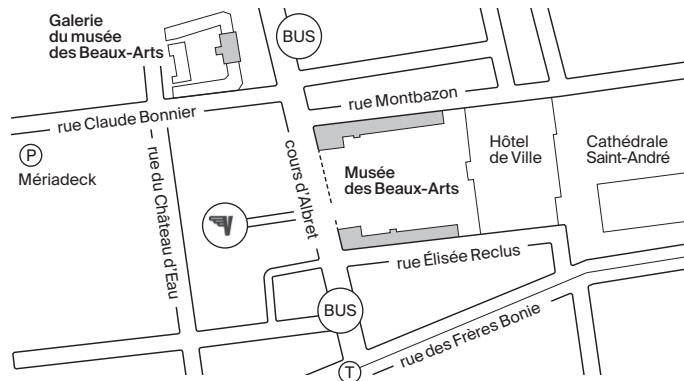 Galerie
du musée
des Beaux-Arts
BUS
rue Montbazon
rue Claude Bonnier
P
Mériadeck
rue du Château d'Eau
cours d'Albret
Musée
des Beaux-Arts
Hôtel
de Ville
Cathédrale
Saint-André
V
rue Élisée Reclus
BUS
rue des Frères Bonie
T